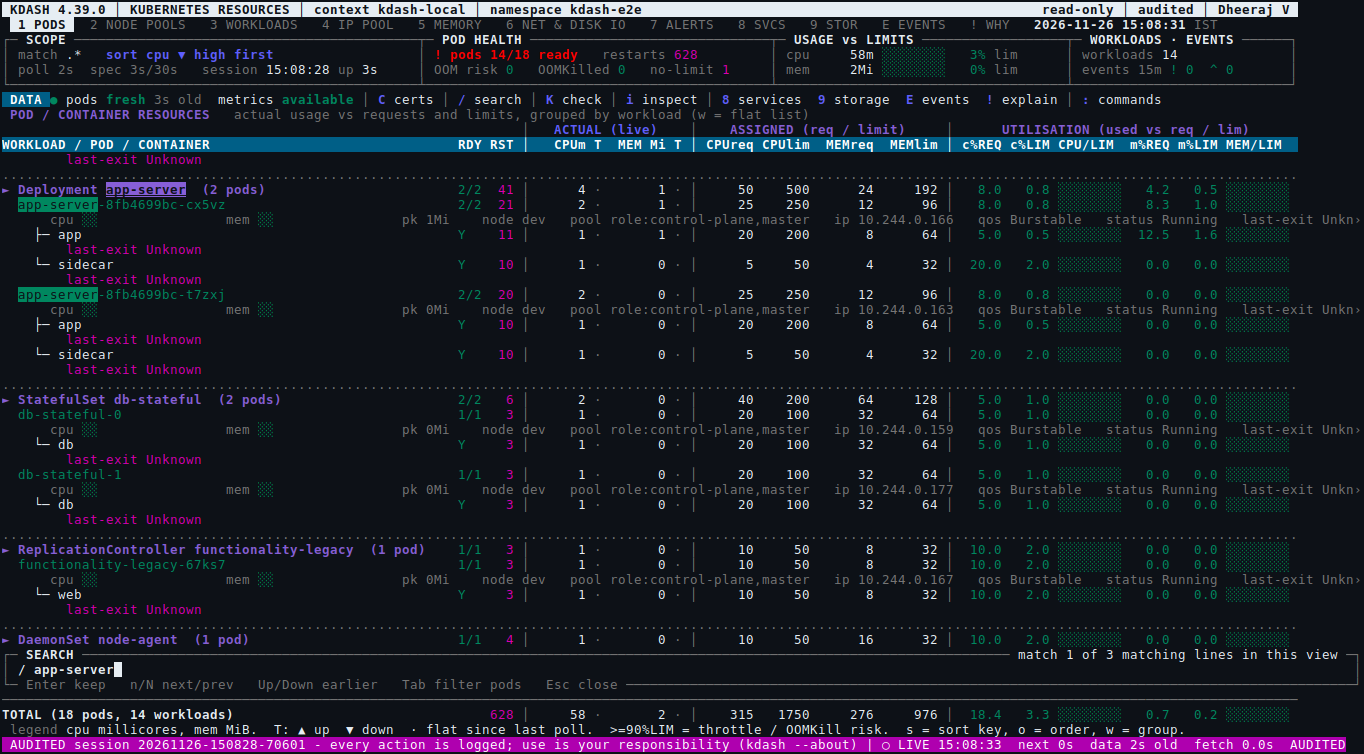 KDASH 4.39.0 │ KUBERNETES RESOURCES │ context kdash-local │ namespace kdash-e2e read-only │ audited │ Dheeraj V
1 PODS 2 NODE POOLS 3 WORKLOADS 4 IP POOL 5 MEMORY 6 NET & DISK IO 7 ALERTS 8 SVCS 9 STOR E EVENTS ! WHY 2026-11-26 15:08:31 IST
SCOPE POD HEALTH USAGE vs LIMITS WORKLOADS · EVENTS
match .* sort cpu ▼ high first ! pods 14/18 ready restarts 628 cpu 58m 3% lim workloads 14
poll 2s spec 3s/30s session 15:08:28 up 3s OOM risk 0 OOMKilled 0 no-limit 1 mem 2Mi 0% lim events 15m ! 0 ^ 0
DATA ● pods fresh 3s old metrics available │ C certs │ / search │ K check │ i inspect │ 8 services 9 storage E events ! explain │ : commands
POD / CONTAINER RESOURCES actual usage vs requests and limits, grouped by workload (w = flat list)
│ ACTUAL (live) │ ASSIGNED (req / limit) │ UTILISATION (used vs req / lim)
WORKLOAD / POD / CONTAINER RDY RST │ CPUm T MEM Mi T │ CPUreq CPUlim MEMreq MEMlim │ c%REQ c%LIM CPU/LIM m%REQ m%LIM MEM/LIM
last-exit Unknown
► Deployment app-server (2 pods) 2/2 41 │ 4 · 1 · │ 50 500 24 192 │ 8.0 0.8 4.2 0.5
app-server-8fb4699bc-cx5vz 2/2 21 │ 2 · 1 · │ 25 250 12 96 │ 8.0 0.8 8.3 1.0
cpu mem pk 1Mi node dev pool role:control-plane,master ip 10.244.0.166 qos Burstable status Running last-exit Unk›
├─ app Y 11 │ 1 · 1 · │ 20 200 8 64 │ 5.0 0.5 12.5 1.6
last-exit Unknown
└─ sidecar Y 10 │ 1 · 0 · │ 5 50 4 32 │ 20.0 2.0 0.0 0.0
last-exit Unknown
app-server-8fb4699bc-t7zxj 2/2 20 │ 2 · 0 · │ 25 250 12 96 │ 8.0 0.8 0.0 0.0
cpu mem pk 0Mi node dev pool role:control-plane,master ip 10.244.0.163 qos Burstable status Running last-exit Unk›
├─ app Y 10 │ 1 · 0 · │ 20 200 8 64 │ 5.0 0.5 0.0 0.0
last-exit Unknown
└─ sidecar Y 10 │ 1 · 0 · │ 5 50 4 32 │ 20.0 2.0 0.0 0.0
last-exit Unknown
► StatefulSet db-stateful (2 pods) 2/2 6 │ 2 · 0 · │ 40 200 64 128 │ 5.0 1.0 0.0 0.0
db-stateful-0 1/1 3 │ 1 · 0 · │ 20 100 32 64 │ 5.0 1.0 0.0 0.0
cpu mem pk 0Mi node dev pool role:control-plane,master ip 10.244.0.159 qos Burstable status Running last-exit Unkn›
└─ db Y 3 │ 1 · 0 · │ 20 100 32 64 │ 5.0 1.0 0.0 0.0
last-exit Unknown
db-stateful-1 1/1 3 │ 1 · 0 · │ 20 100 32 64 │ 5.0 1.0 0.0 0.0
cpu mem pk 0Mi node dev pool role:control-plane,master ip 10.244.0.177 qos Burstable status Running last-exit Unkn›
└─ db Y 3 │ 1 · 0 · │ 20 100 32 64 │ 5.0 1.0 0.0 0.0
last-exit Unknown
► ReplicationController functionality-legacy (1 pod) 1/1 3 │ 1 · 0 · │ 10 50 8 32 │ 10.0 2.0 0.0 0.0
functionality-legacy-67ks7 1/1 3 │ 1 · 0 · │ 10 50 8 32 │ 10.0 2.0 0.0 0.0
cpu mem pk 0Mi node dev pool role:control-plane,master ip 10.244.0.167 qos Burstable status Running last-exit Unk›
└─ web Y 3 │ 1 · 0 · │ 10 50 8 32 │ 10.0 2.0 0.0 0.0
last-exit Unknown
► DaemonSet node-agent (1 pod) 1/1 4 │ 1 · 0 · │ 10 50 16 32 │ 10.0 2.0 0.0 0.0
SEARCH match 1 of 3 matching lines in this view
/ app-server
Enter keep n/N next/prev Up/Down earlier Tab filter pods Esc close
TOTAL (18 pods, 14 workloads) 628 │ 58 · 2 · │ 315 1750 276 976 │ 18.4 3.3 0.7 0.2
legend cpu millicores, mem MiB. T: ▲ up ▼ down · flat since last poll. >=90%LIM = throttle / OOMKill risk. s = sort key, o = order, w = group.
AUDITED session 20261126-150828-70601 - every action is logged; use is your responsibility (kdash --about) │ ○ LIVE 15:08:33 next 0s data 2s old fetch 0.0s AUDITED